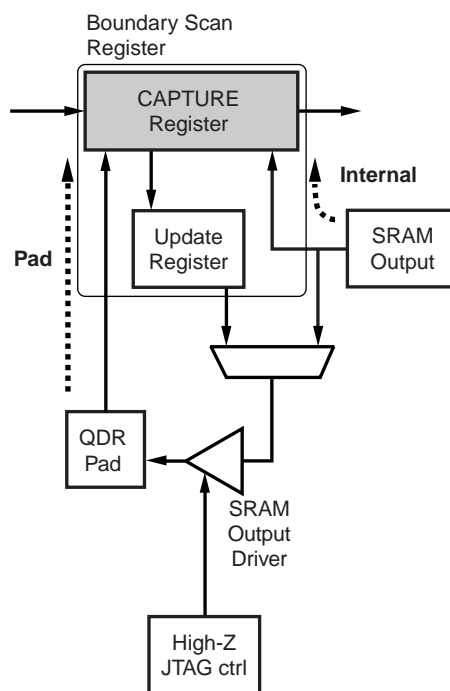 Boundary Scan
Register
CAPTURE
Register
Internal
Pad
Update
Register
SRAM
Output
QDR
Pad
SRAM
Output
Driver
High-Z
JTAG ctrl